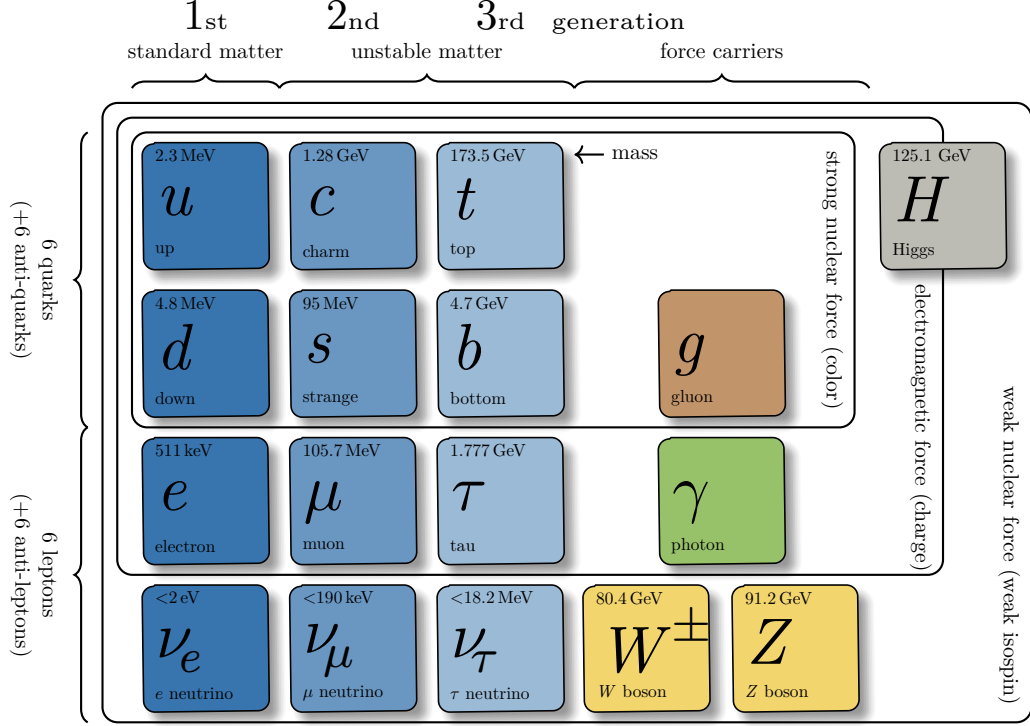 1st 2nd 3rd generation
standard matter unstable matter force carriers
2.3 MeV
u
up
1.28 GeV
c
charm
173.5 GeV
t
top
← mass
125.1 GeV
H
Higgs
4.8 MeV
d
down
95 MeV
s
strange
4.7 GeV
b
bottom
g
gluon
511 keV
e
electron
105.7 MeV
μ
muon
1.777 GeV
τ
tau
γ
photon
<2 eV
νe
e neutrino
<190 keV
νμ
μ neutrino
<18.2 MeV
ντ
τ neutrino
80.4 GeV
W±
W boson
91.2 GeV
Z
Z boson
6 quarks
(+6 anti-quarks)
6 leptons
(+6 anti-leptons)
strong nuclear force (color)
electromagnetic force (charge)
weak nuclear force (weak isospin)